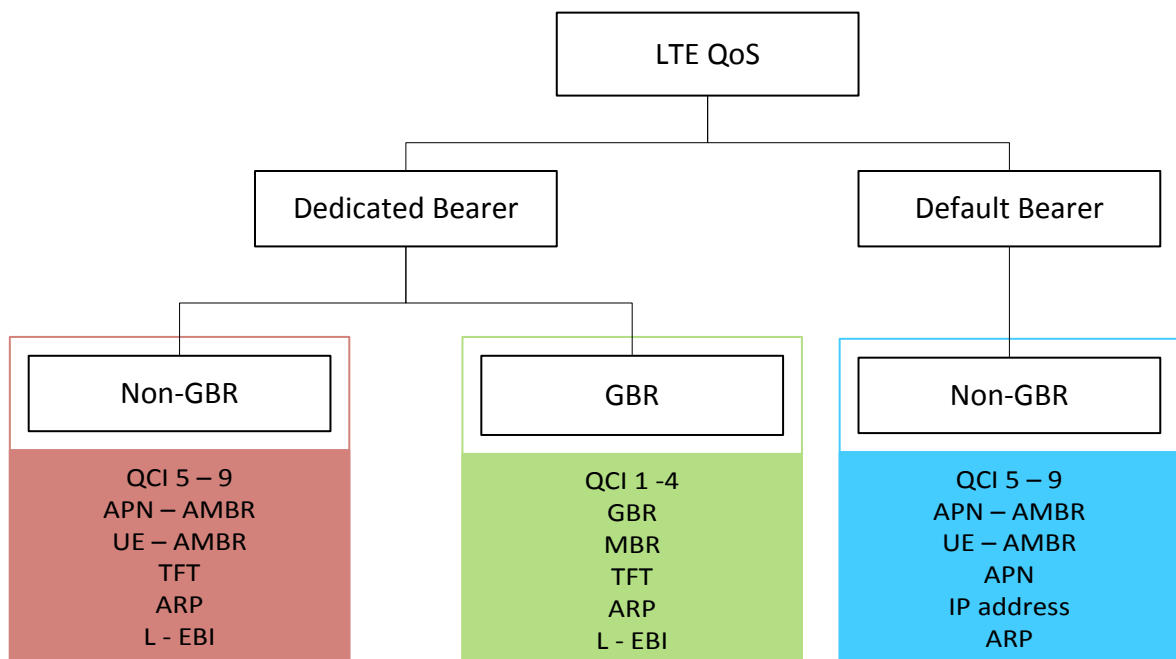 LTE QoS
Dedicated Bearer
Default Bearer
Non-GBR
QCI 5 – 9
APN – AMBR
UE – AMBR
TFT
ARP
L - EBI
GBR
QCI 1 -4
GBR
MBR
TFT
ARP
L - EBI
Non-GBR
QCI 5 – 9
APN – AMBR
UE – AMBR
APN
IP address
ARP